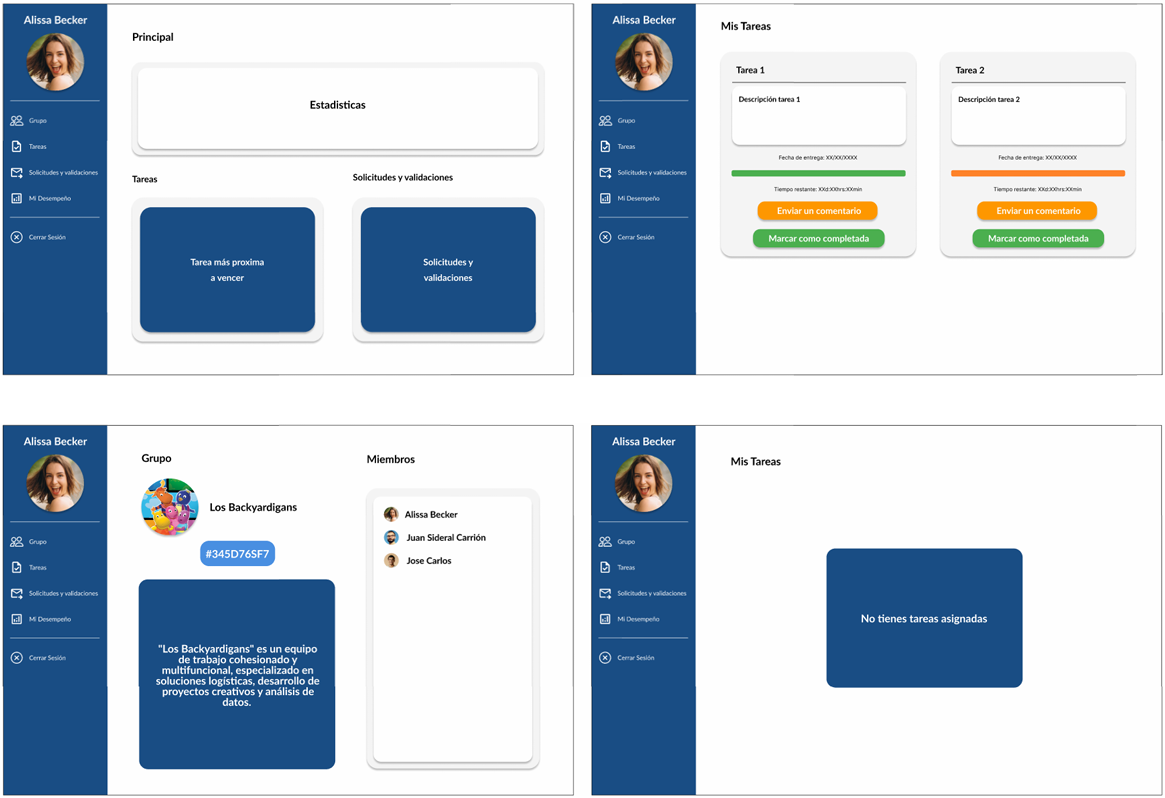 Alissa Becker
Grupo
Tareas
Solicitudes y validaciones
Mi Desempeño
Cerrar Sesión
Principal
Estadisticas
Tareas
Solicitudes y validaciones
Tarea más proxima
a vencer
Solicitudes y
validaciones
Alissa Becker
Grupo
Tareas
Solicitudes y validaciones
Mi Desempeño
Cerrar Sesión
Mis Tareas
Tarea 1
Descripción tarea 1
Fecha de entrega: XX/XX/XXXX
Tiempo restante: XXd:XXhrs:XXmin
Enviar un comentario
Marcar como completada
Tarea 2
Descripción tarea 2
Fecha de entrega: XX/XX/XXXX
Tiempo restante: XXd:XXhrs:XXmin
Enviar un comentario
Marcar como completada
Alissa Becker
Grupo
Tareas
Solicitudes y validaciones
Mi Desempeño
Cerrar Sesión
Grupo
Los Backyardigans
#345D76SF7
"Los Backyardigans" es un equipo
de trabajo cohesionado y
multifuncional, especializado en
soluciones logísticas, desarrollo de
proyectos creativos y análisis de
datos.
Miembros
Alissa Becker
Juan Sideral Carrión
Jose Carlos
Alissa Becker
Grupo
Tareas
Solicitudes y validaciones
Mi Desempeño
Cerrar Sesión
Mis Tareas
No tienes tareas asignadas